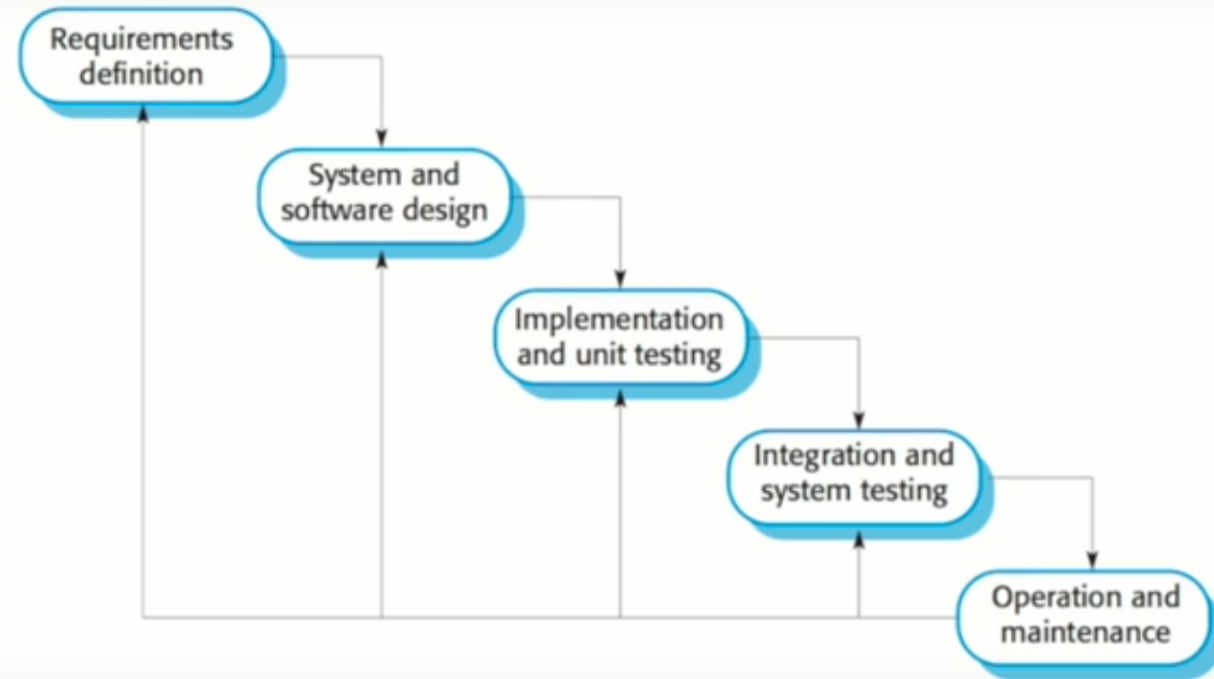 Requirements
definition
System and
software design
Implementation
and unit testing
Integration and
system testing
Operation and
maintenance